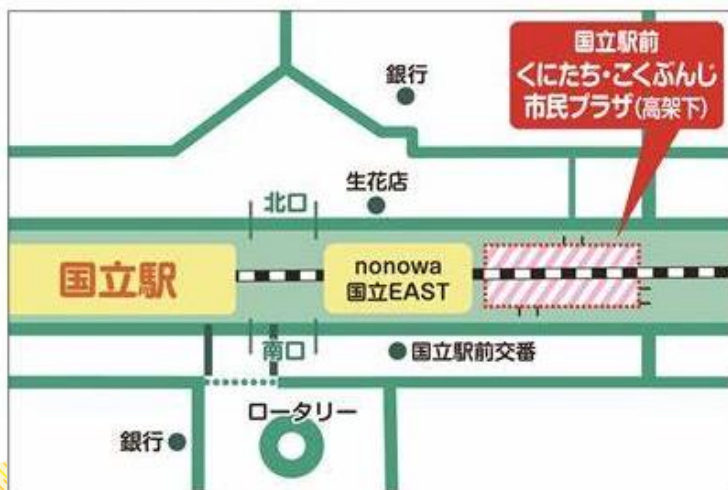 国立駅前
くにたち・こくぶんじ
市民プラザ(高架下)
銀行
生花店
北口
国立駅
nonowa
国立EAST
南口
国立駅前交番
ロータリー
銀行